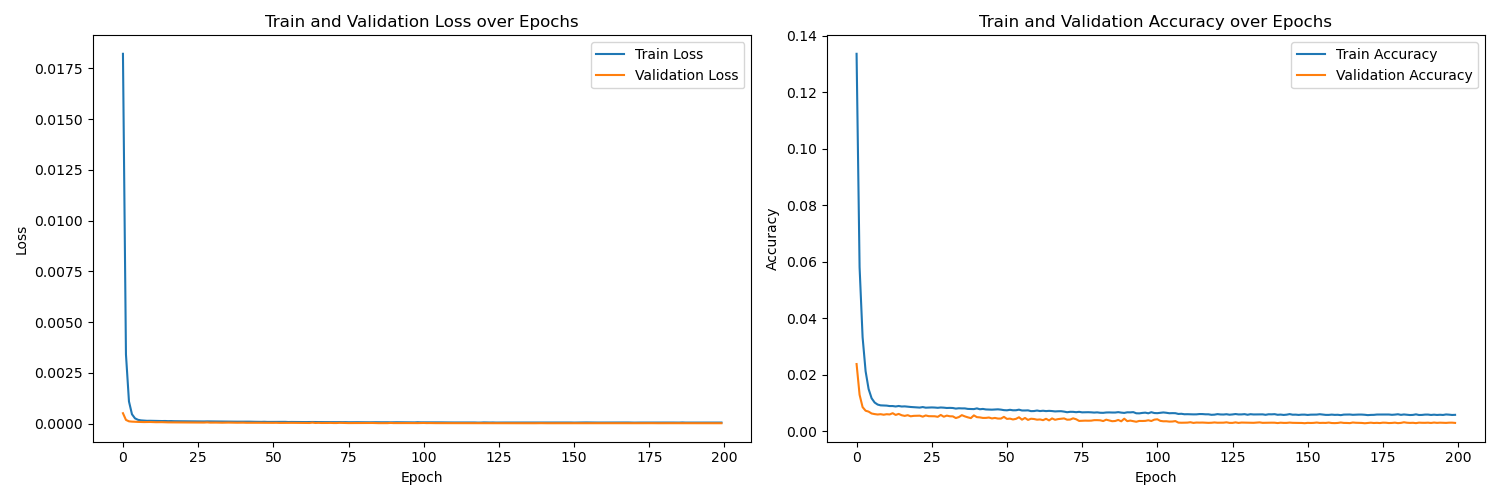 Train and Validation Loss over Epochs
Train Loss
Validation Loss
0.0175
0.0150
0.0125
0.0100
0.0075
0.0050
0.0025
0.0000
Loss
0 25 50 75 100 125 150 175 200
Epoch
Train and Validation Accuracy over Epochs
Train Accuracy
Validation Accuracy
0.14
0.12
0.10
0.08
0.06
0.04
0.02
0.00
Accuracy
0 25 50 75 100 125 150 175 200
Epoch